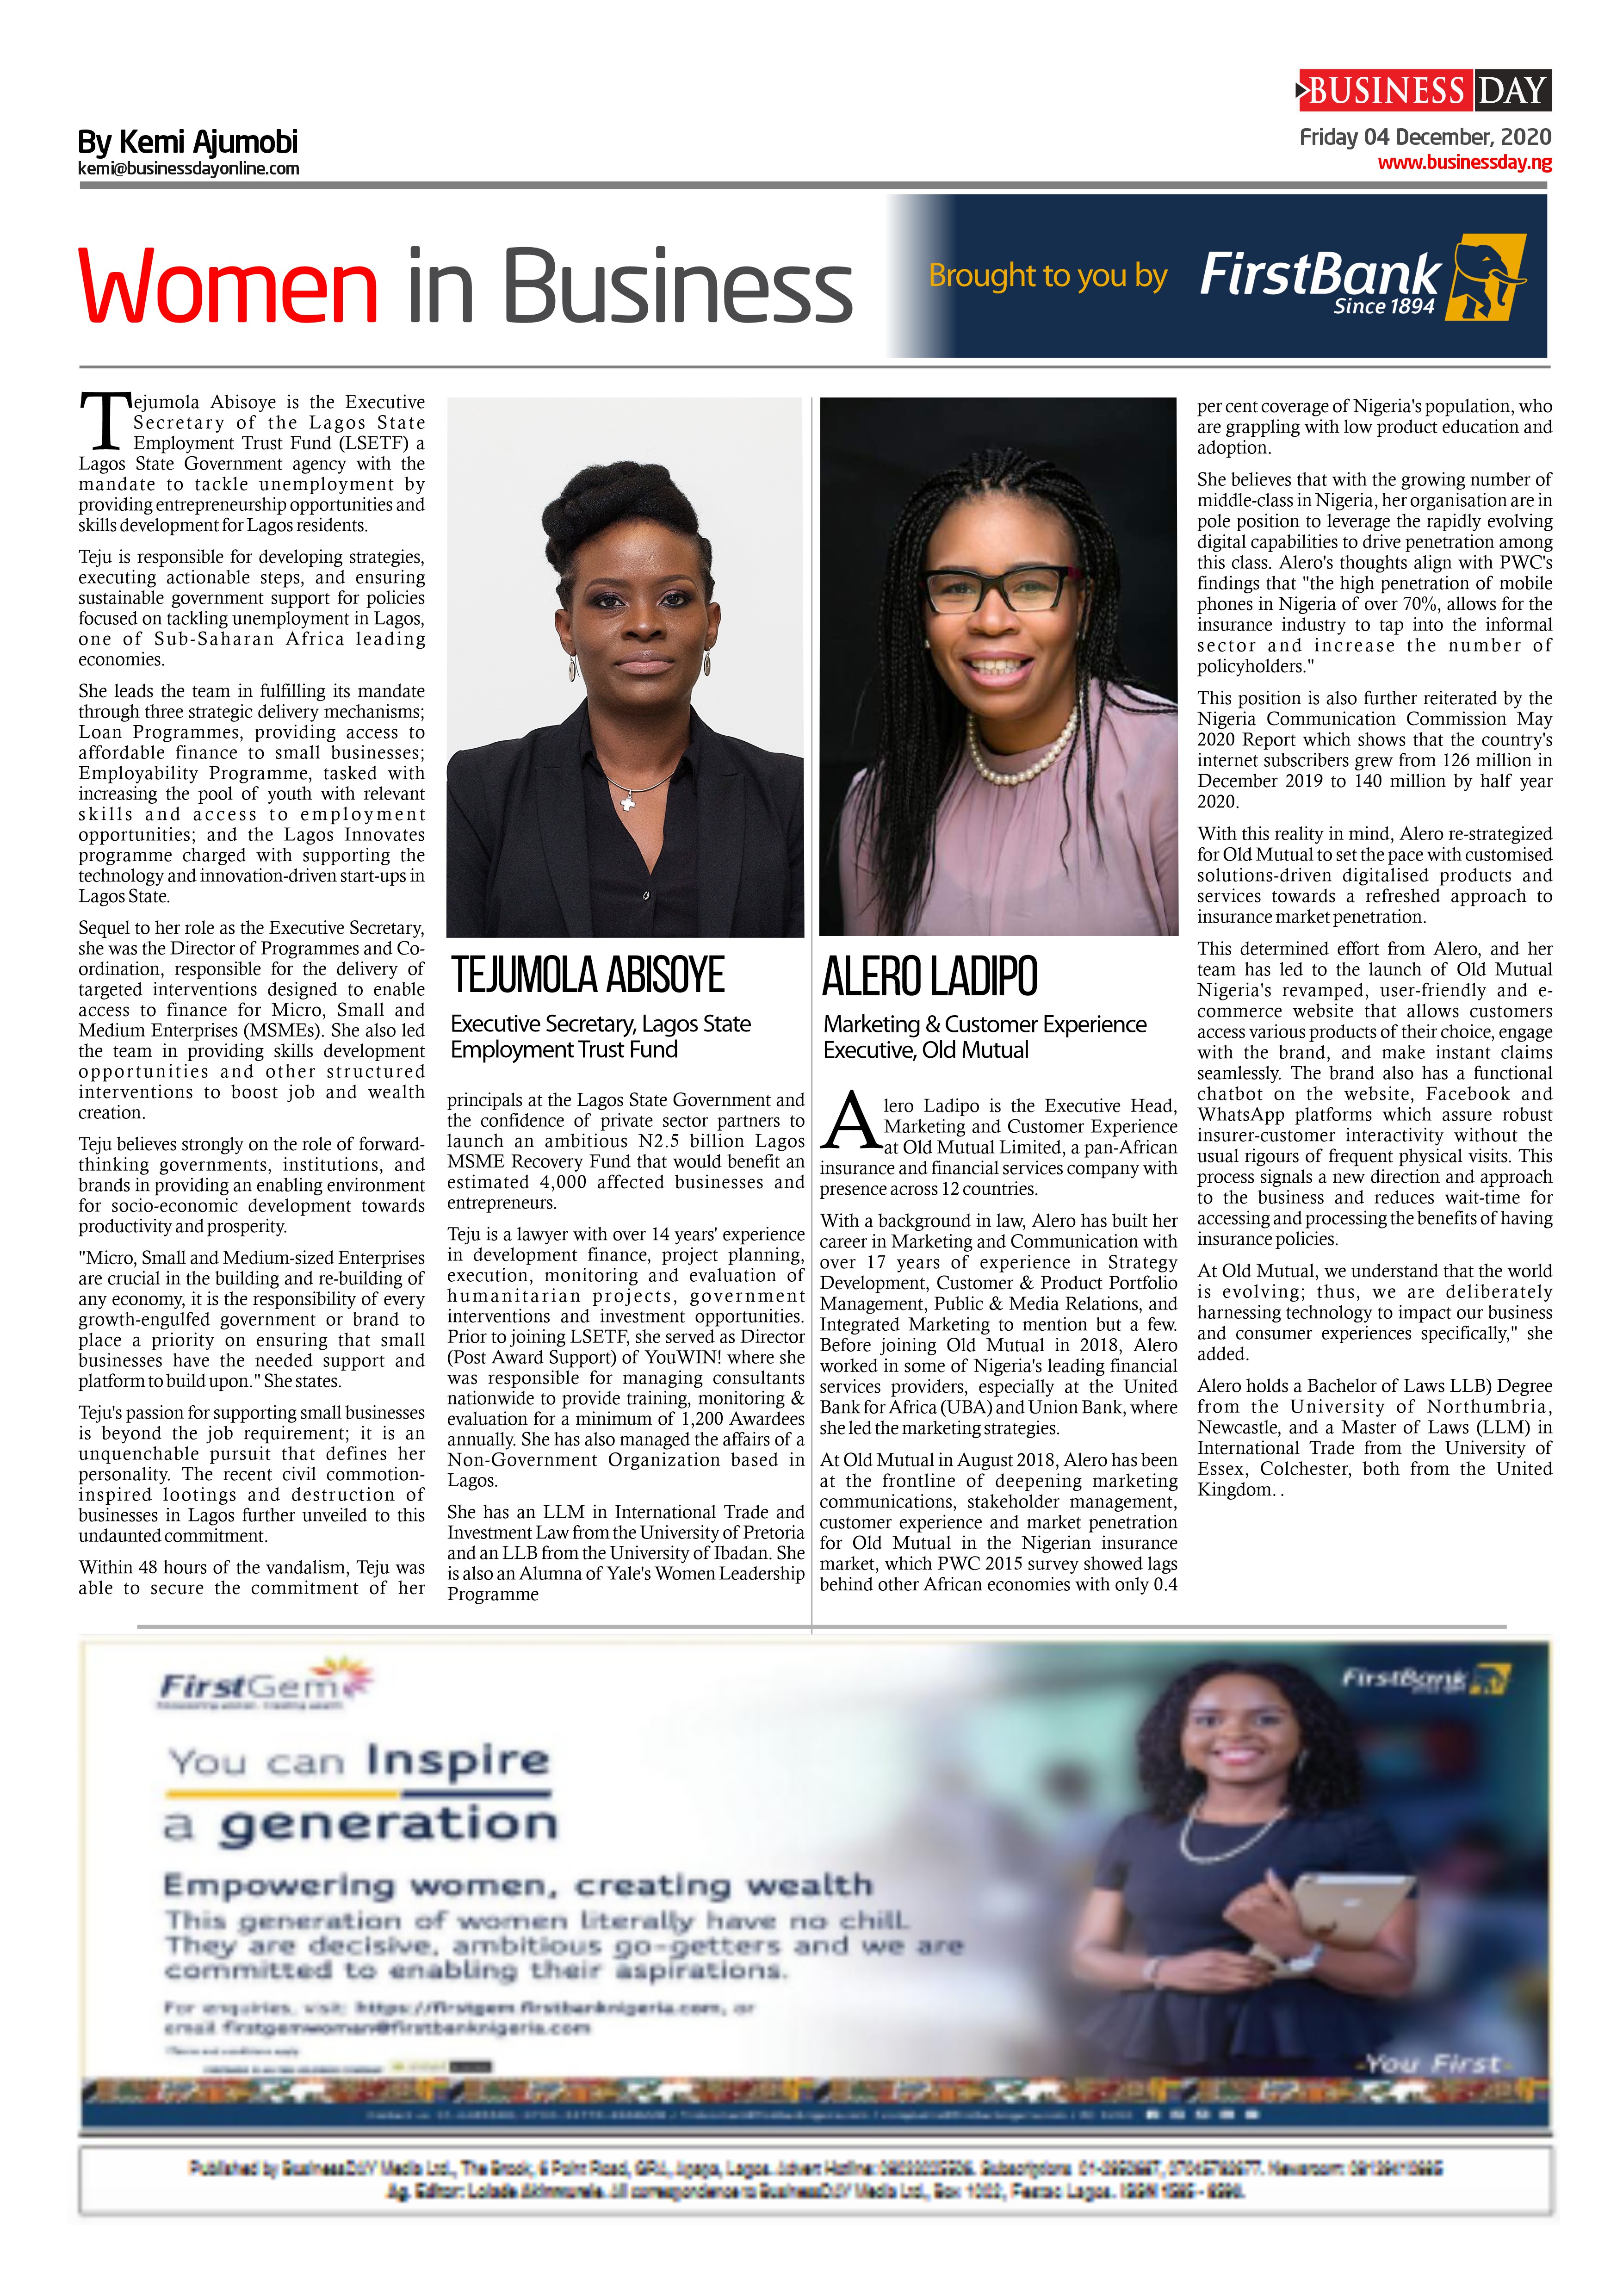 BUSINESS DAY
By Kemi Ajumobi
kemi@businessdayonline.com
Friday 04 December, 2020
www.businessday.ng
Women in Business
Brought to you by
FirstBank
Since 1894
Tejumola Abisoye is the Executive
Secretary of the Lagos State
Employment Trust Fund (LSETF) a
Lagos State Government agency with the
mandate to tackle unemployment by
providing entrepreneurship opportunities and
skills development for Lagos residents.
Teju is responsible for developing strategies,
executing actionable steps, and ensuring
sustainable government support for policies
focused on tackling unemployment in Lagos,
one of Sub-Saharan Africa leading
economies.
She leads the team in fulfilling its mandate
through three strategic delivery mechanisms;
Loan Programmes, providing access to
affordable finance to small businesses;
Employability Programme, tasked with
increasing the pool of youth with relevant
skills and access to employment
opportunities; and the Lagos Innovates
programme charged with supporting the
technology and innovation-driven start-ups in
Lagos State.
Sequel to her role as the Executive Secretary,
she was the Director of Programmes and Co-
ordination, responsible for the delivery of
targeted interventions designed to enable
access to finance for Micro, Small and
Medium Enterprises (MSMEs). She also led
the team in providing skills development
opportunities and other structured
interventions to boost job and wealth
creation.
Teju believes strongly on the role of forward-
thinking governments, institutions, and
brands in providing an enabling environment
for socio-economic development towards
productivity and prosperity.
"Micro, Small and Medium-sized Enterprises
are crucial in the building and re-building of
any economy, it is the responsibility of every
growth-engulfed government or brand to
place a priority on ensuring that small
businesses have the needed support and
platform to build upon." She states.
Teju's passion for supporting small businesses
is beyond the job requirement; it is an
unquenchable pursuit that defines her
personality. The recent civil commotion-
inspired lootings and destruction of
businesses in Lagos further unveiled to this
undaunted commitment.
Within 48 hours of the vandalism, Teju was
able to secure the commitment of her
TEJUMOLA ABISOYE
Executive Secretary, Lagos State
Employment Trust Fund
principals at the Lagos State Government and
the confidence of private sector partners to
launch an ambitious N2.5 billion Lagos
MSME Recovery Fund that would benefit an
estimated 4,000 affected businesses and
entrepreneurs.
Teju is a lawyer with over 14 years' experience
in development finance, project planning,
execution, monitoring and evaluation of
humanitarian projects, government
interventions and investment opportunities.
Prior to joining LSETF, she served as Director
(Post Award Support) of YouWIN! where she
was responsible for managing consultants
nationwide to provide training, monitoring &
evaluation for a minimum of 1,200 Awardees
annually. She has also managed the affairs of a
Non-Government Organization based in
Lagos.
She has an LLM in International Trade and
Investment Law from the University of Pretoria
and an LLB from the University of Ibadan. She
is also an Alumna of Yale's Women Leadership
Programme
ALERO LADIPO
Marketing & Customer Experience
Executive, Old Mutual
Alero Ladipo is the Executive Head,
Marketing and Customer Experience
at Old Mutual Limited, a pan-African
insurance and financial services company with
presence across 12 countries.
With a background in law, Alero has built her
career in Marketing and Communication with
over 17 years of experience in Strategy
Development, Customer & Product Portfolio
Management, Public & Media Relations, and
Integrated Marketing to mention but a few.
Before joining Old Mutual in 2018, Alero
worked in some of Nigeria's leading financial
services providers, especially at the United
Bank for Africa (UBA) and Union Bank, where
she led the marketing strategies.
At Old Mutual in August 2018, Alero has been
at the frontline of deepening marketing
communications, stakeholder management,
customer experience and market penetration
for Old Mutual in the Nigerian insurance
market, which PWC 2015 survey showed lags
behind other African economies with only 0.4
per cent coverage of Nigeria's population, who
are grappling with low product education and
adoption.
She believes that with the growing number of
middle-class in Nigeria, her organisation are in
pole position to leverage the rapidly evolving
digital capabilities to drive penetration among
this class. Alero's thoughts align with PWC's
findings that "the high penetration of mobile
phones in Nigeria of over 70%, allows for the
insurance industry to tap into the informal
sector and increase the number of
policyholders."
This position is also further reiterated by the
Nigeria Communication Commission May
2020 Report which shows that the country's
internet subscribers grew from 126 million in
December 2019 to 140 million by half year
2020.
With this reality in mind, Alero re-strategized
for Old Mutual to set the pace with customised
solutions-driven digitalised products and
services towards a refreshed approach to
insurance market penetration.
This determined effort from Alero, and her
team has led to the launch of Old Mutual
Nigeria's revamped, user-friendly and e-
commerce website that allows customers
access various products of their choice, engage
with the brand, and make instant claims
seamlessly. The brand also has a functional
chatbot on the website, Facebook and
WhatsApp platforms which assure robust
insurer-customer interactivity without the
usual rigours of frequent physical visits. This
process signals a new direction and approach
to the business and reduces wait-time for
accessing and processing the benefits of having
insurance policies.
At Old Mutual, we understand that the world
is evolving; thus, we are deliberately
harnessing technology to impact our business
and consumer experiences specifically," she
added.
Alero holds a Bachelor of Laws LLB) Degree
from the University of Northumbria,
Newcastle, and a Master of Laws (LLM) in
International Trade from the University of
Essex, Colchester, both from the United
Kingdom. .
FirstGem
FirstBank
You can Inspire
a generation
Empowering women, creating wealth
This generation of women literally have no chill.
They are decisive, ambitious go-getters and we are
committed to enabling their aspirations.
For enquiries, visit: https://firstgem.firstbanknigeria.com, or
email firstgemwoman@firstbanknigeria.com
You First
Published by BusinessDAY Media Ltd., The Brook, 6 Point Road, GRA, Apapa, Lagos.
All correspondence to BusinessDAY Media Ltd., Box 1002, Festac Lagos.